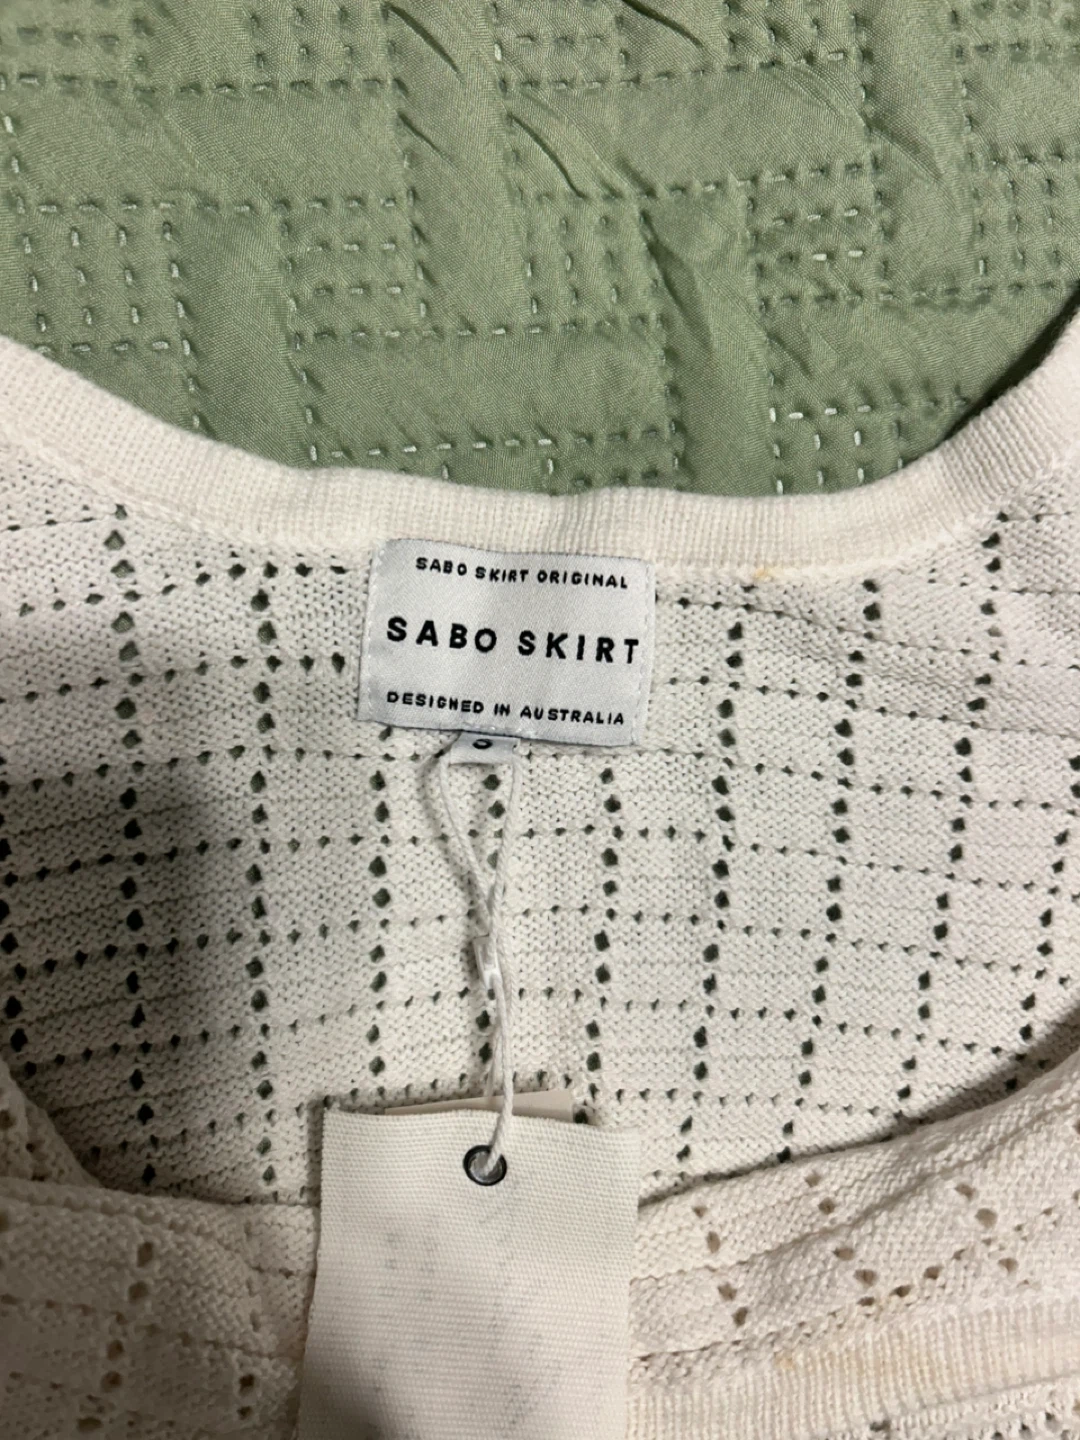 SABO SKIRT ORIGINAL
SABO SKIRT
DESIGNED IN AUSTRALIA